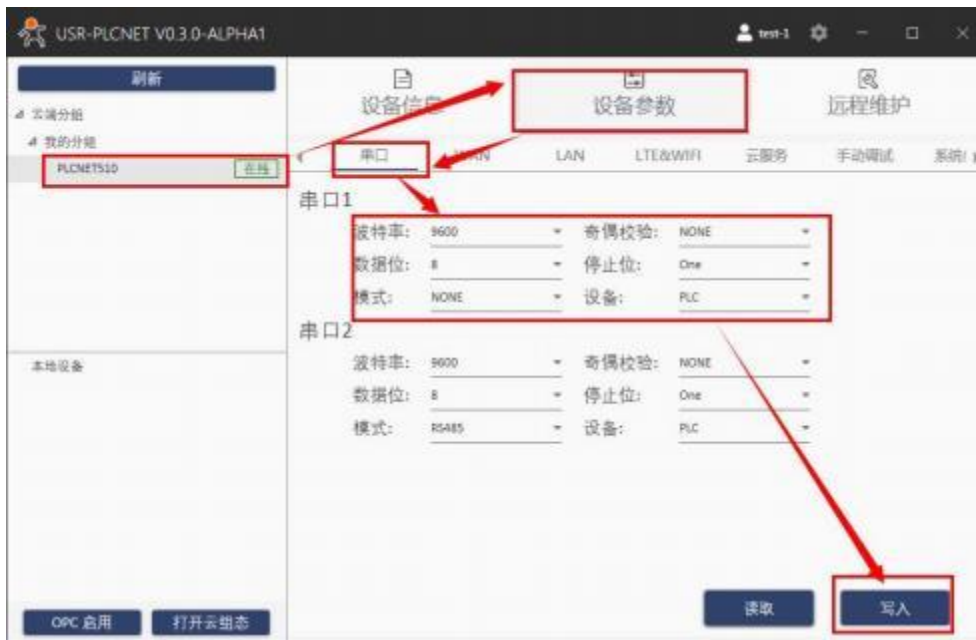 USR-PLCNET V0.3.0-ALPHA1
test-1
刷新
云端分组
我的分组
PLCNET510
在线
本地设备
OPC 启用
打开云组态
设备信息
设备参数
远程维护
串口
LAN
LTE&WIFI
云服务
手动调试
串口1
波特率: 9600 奇偶校验: NONE
数据位: 8 停止位: One
模式: NONE 设备: PLC
串口2
波特率: 9600 奇偶校验: NONE
数据位: 8 停止位: One
模式: RS485 设备: PLC
读取
写入